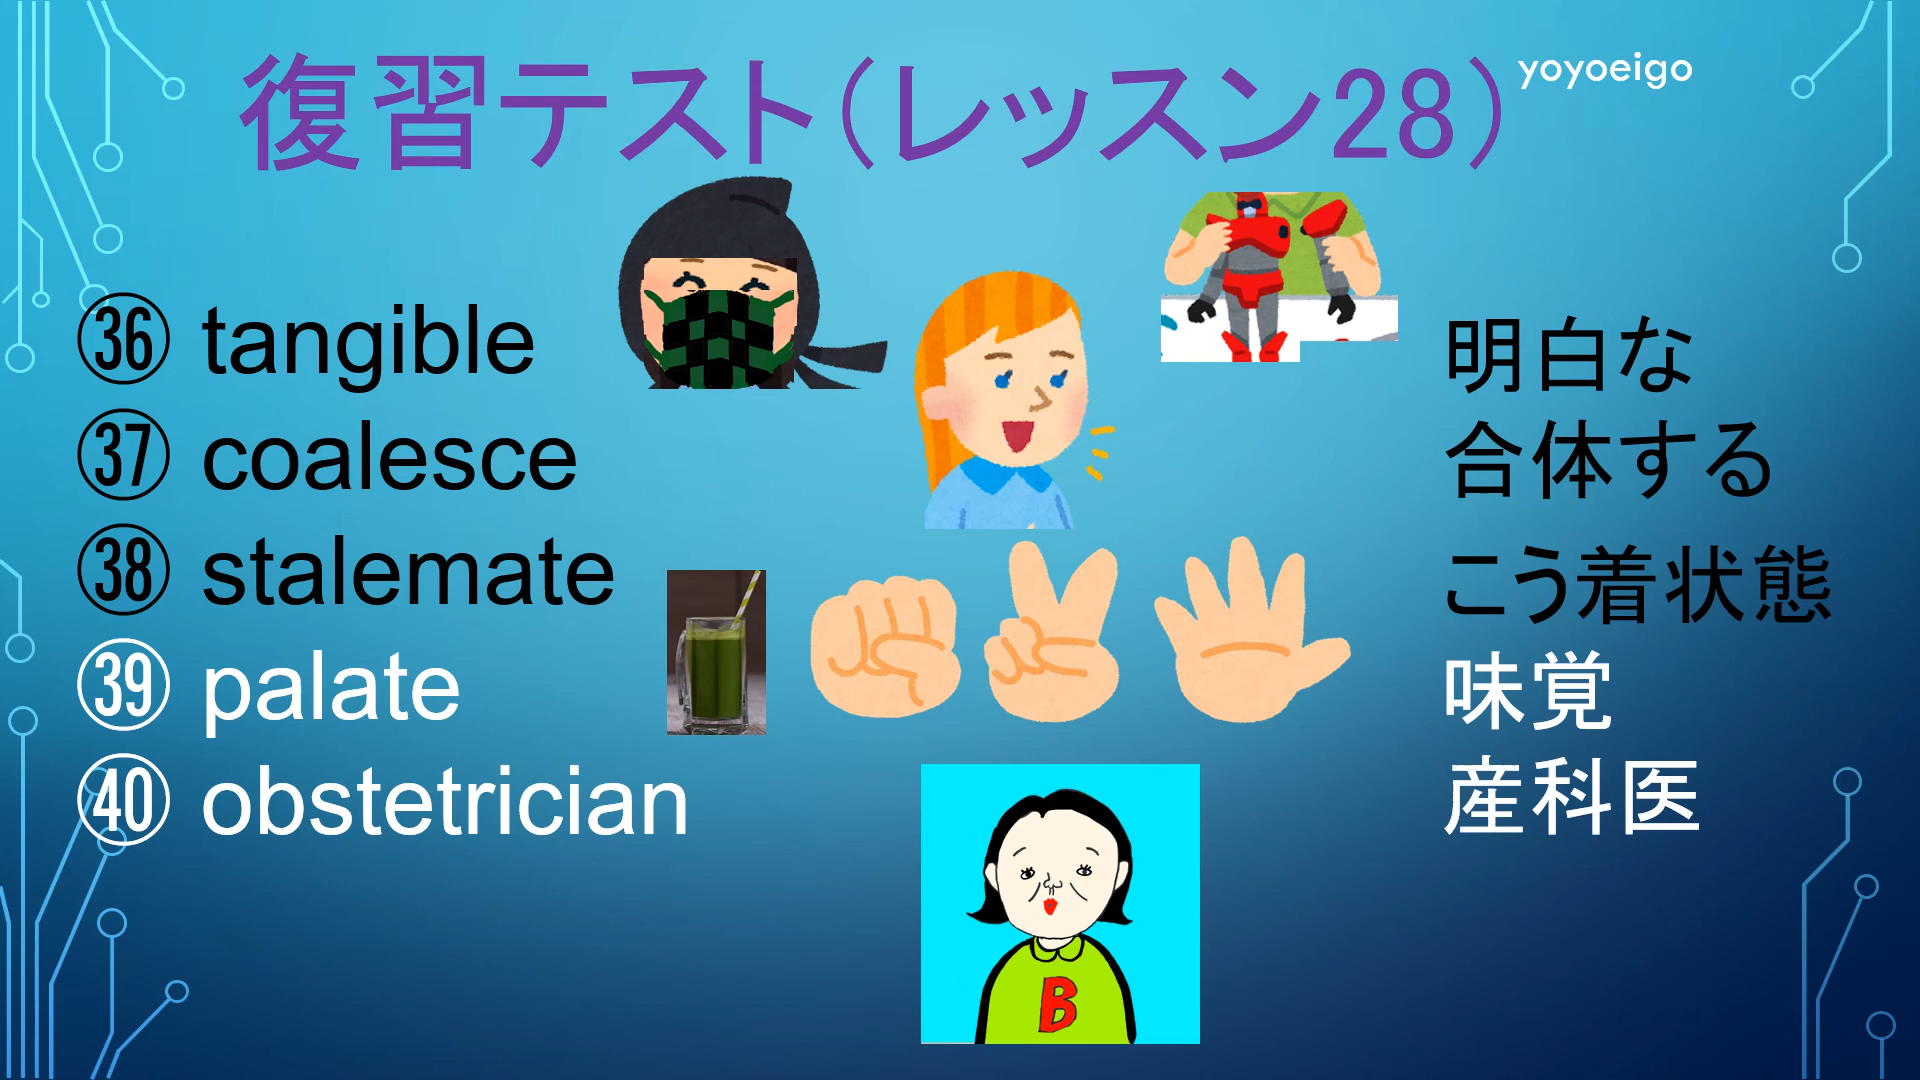 復習テスト（レッスン28）
yoyoeigo
㊱ tangible 明白な
㊲ coalesce 合体する
㊳ stalemate こう着状態
㊴ palate 味覚
㊵ obstetrician 産科医
B